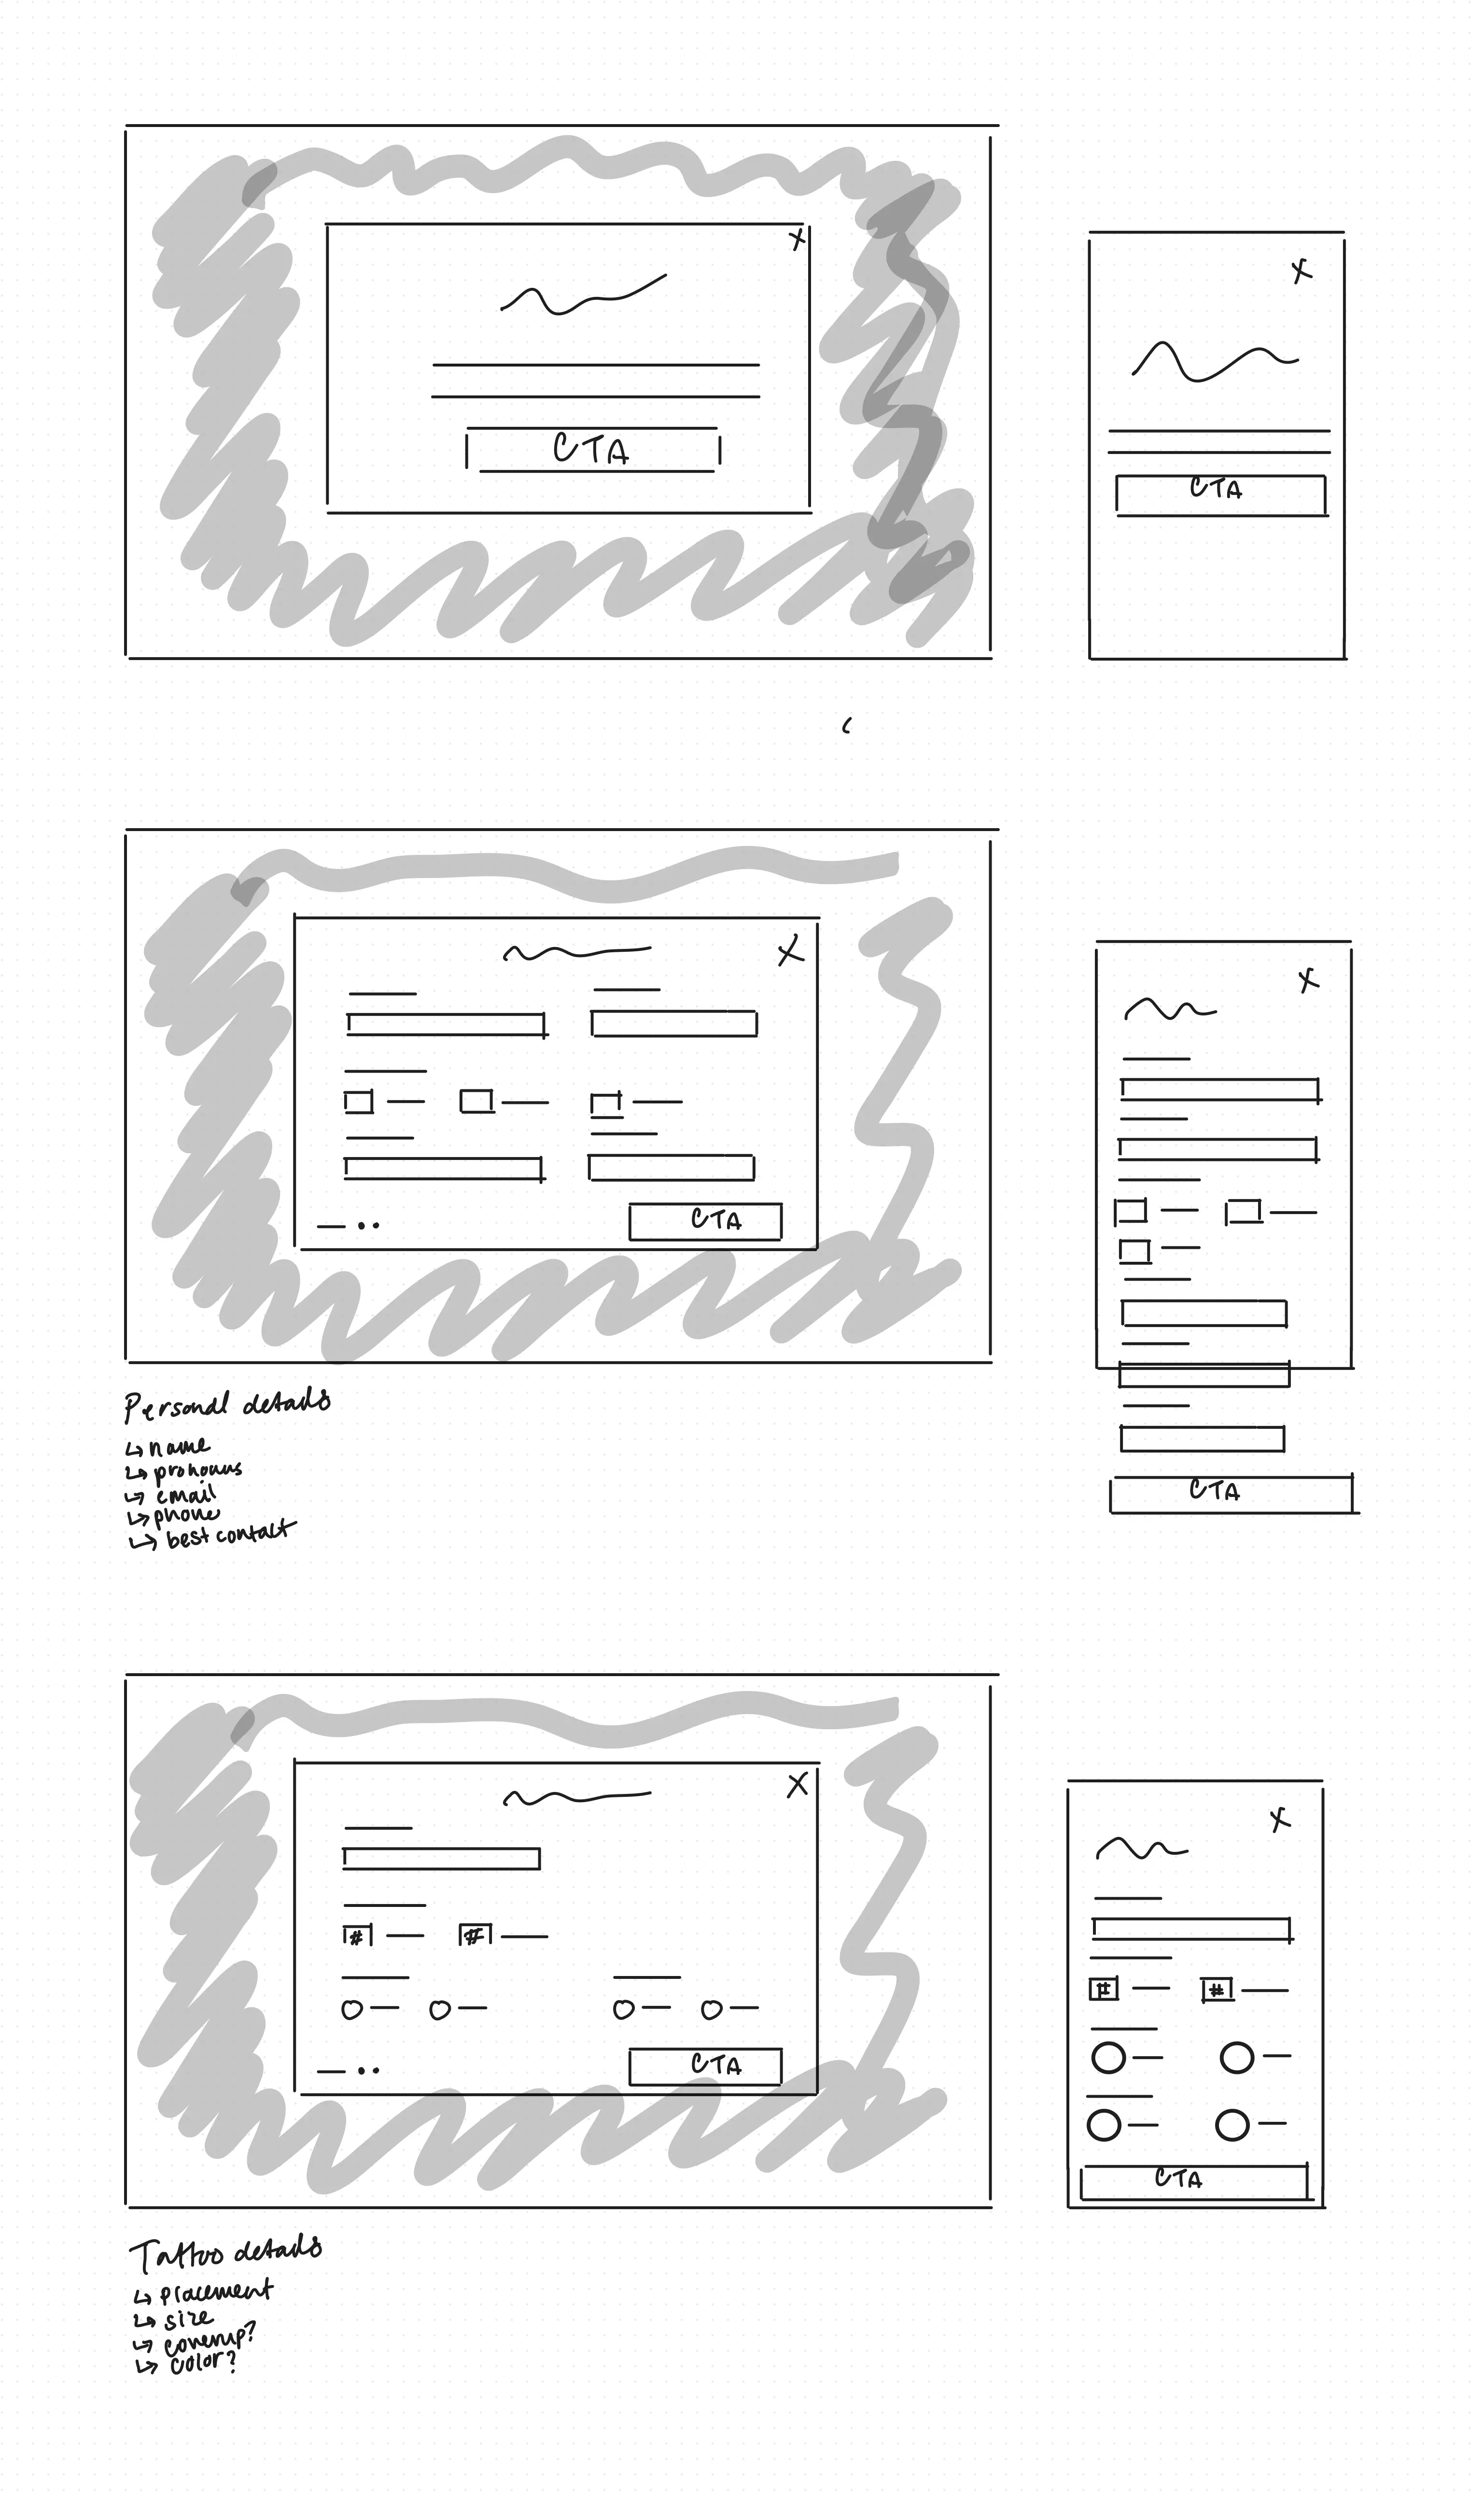 X
CTA
X
CTA
X
CTA
X
CTA
Personal details
↳ name
↳ pronouns
↳ email
↳ phone
↳ best contact
X
#
#
CTA
X
#
#
CTA
Tattoo details
↳ placement
↳ size
↳ coverup?
↳ color?